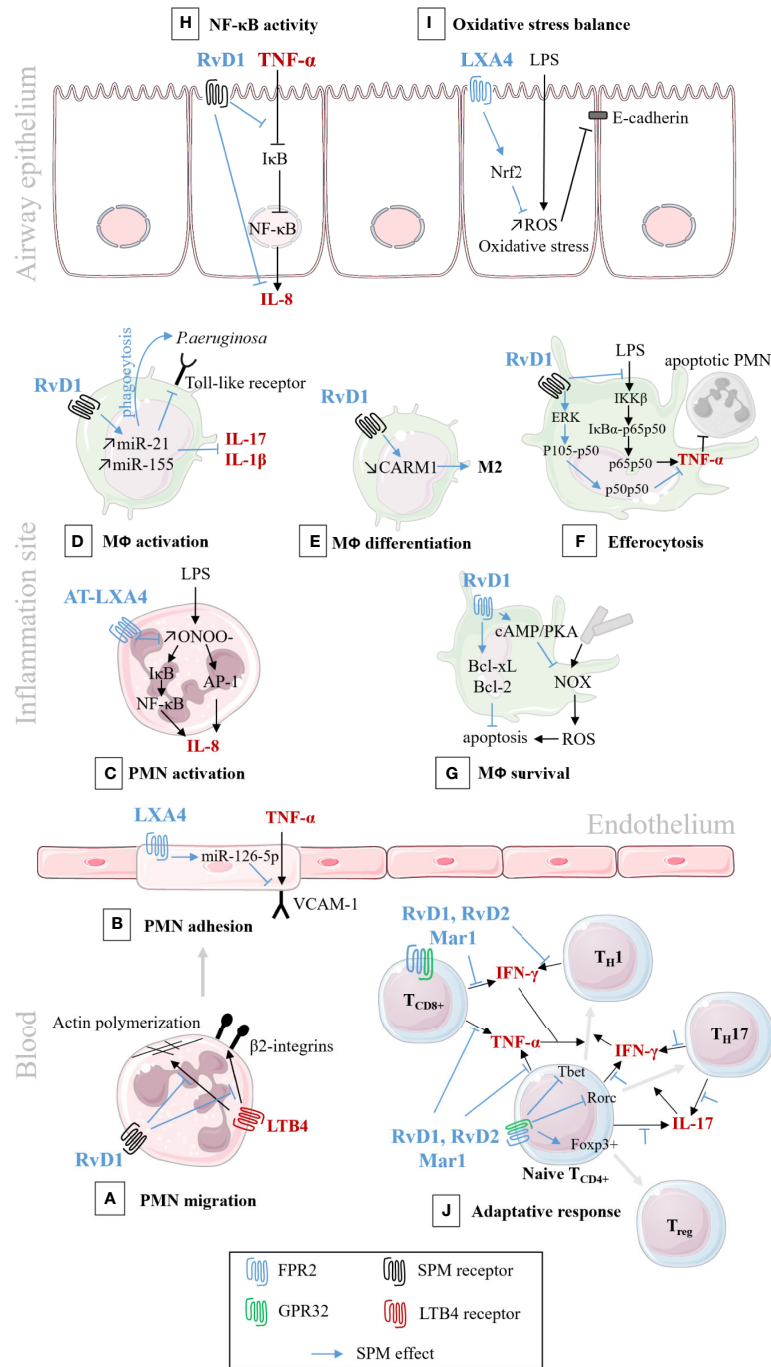 H NF-κB activity
I Oxidative stress balance
Airway epithelium
RvD1
TNF-α
IκB
NF-κB
IL-8
LXA4
LPS
E-cadherin
Nrf2
↗ROS
Oxidative stress
Inflammation site
phagocytosis
P.aeruginosa
Toll-like receptor
RvD1
↗miR-21
↗miR-155
IL-17
IL-1β
D MΦ activation
RvD1
↘CARM1
M2
E MΦ differentiation
RvD1
LPS
apoptotic PMN
ERK
IKKβ
IκBα-p65p50
P105-p50
p65p50
TNF-α
p50p50
F Efferocytosis
LPS
AT-LXA4
↗ONOO-
IκB
AP-1
NF-κB
IL-8
C PMN activation
RvD1
cAMP/PKA
Bcl-xL
Bcl-2
NOX
apoptosis
ROS
G MΦ survival
Endothelium
LXA4
TNF-α
miR-126-5p
VCAM-1
B PMN adhesion
Blood
Actin polymerization
β2-integrins
LTB4
RvD1
A PMN migration
RvD1, RvD2
Mar1
TH1
TCD8+
IFN-γ
TNF-α
IFN-γ
TH17
Tbet
Rorc
IL-17
RvD1, RvD2
Mar1
Foxp3+
Naive TCD4+
J Adaptative response
Treg
FPR2
SPM receptor
GPR32
LTB4 receptor
SPM effect